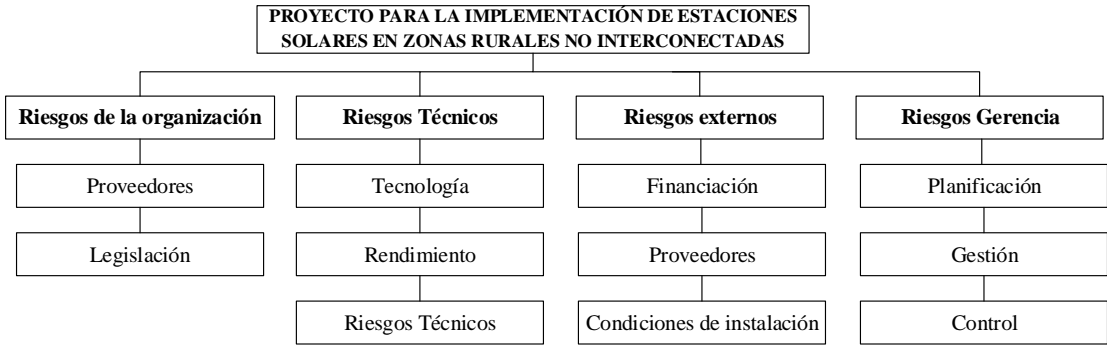 PROYECTO PARA LA IMPLEMENTACIÓN DE ESTACIONES
SOLARES EN ZONAS RURALES NO INTERCONECTADAS
Riesgos de la organización
Riesgos Técnicos
Riesgos externos
Riesgos Gerencia
Proveedores
Tecnología
Financiación
Planificación
Legislación
Rendimiento
Proveedores
Gestión
Riesgos Técnicos
Condiciones de instalación
Control